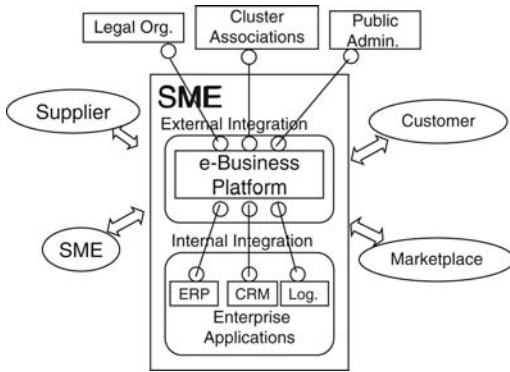 Legal Org.
Cluster
Associations
Public
Admin.
SME
Supplier
External Integration
Customer
e-Business
Platform
SME
Internal Integration
Marketplace
ERP
CRM
Log.
Enterprise
Applications